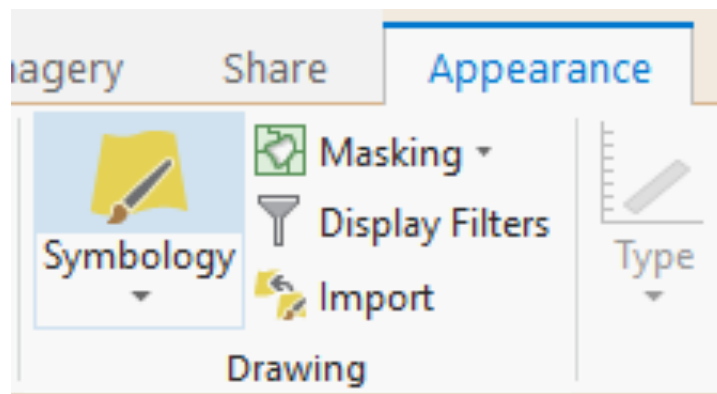 agery Share Appearance
Symbology
Masking
Display Filters
Import
Type
Drawing